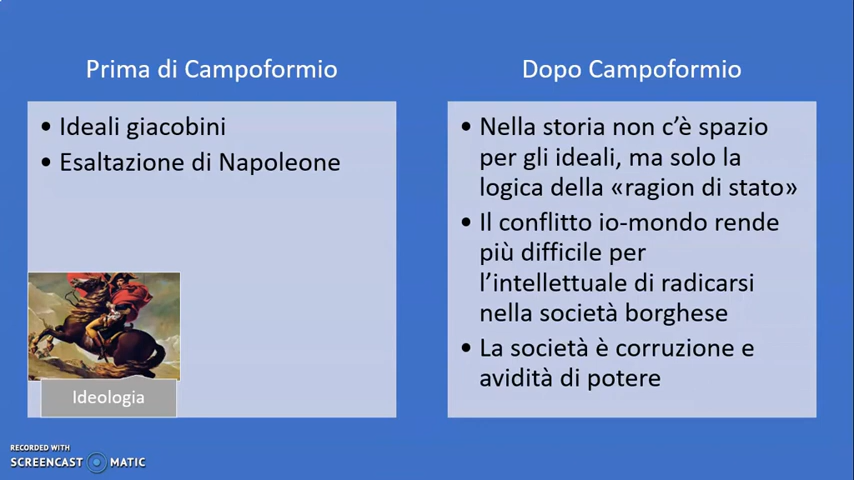 Prima di Campoformio
• Ideali giacobini
• Esaltazione di Napoleone
Ideologia
Dopo Campoformio
• Nella storia non c’è spazio
per gli ideali, ma solo la
logica della «ragion di stato»
• Il conflitto io-mondo rende
più difficile per
l’intellettuale di radicarsi
nella società borghese
• La società è corruzione e
avidità di potere
RECORDED WITH
SCREENCAST MATIC